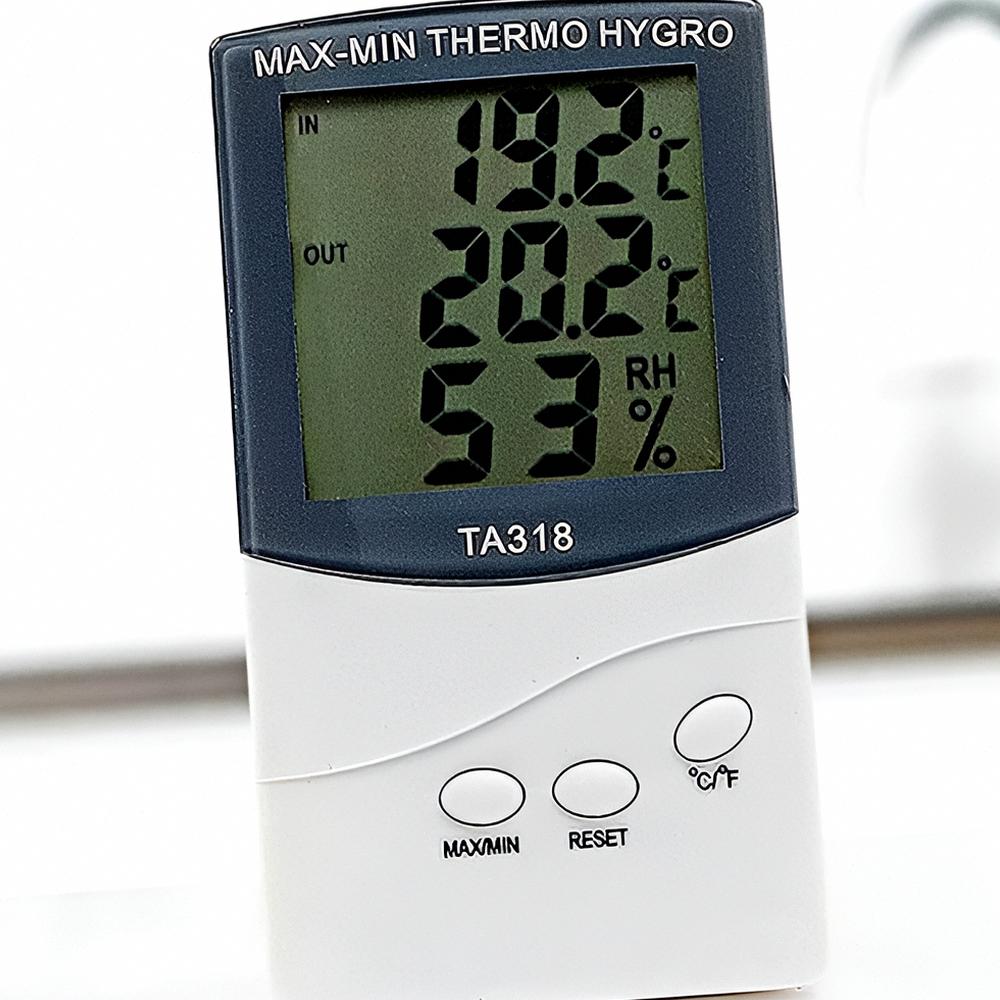 MAX-MIN THERMO HYGRO
IN 19.2°C
OUT 20.2°C
53 RH %
TA318
°C/°F
MAX/MIN RESET